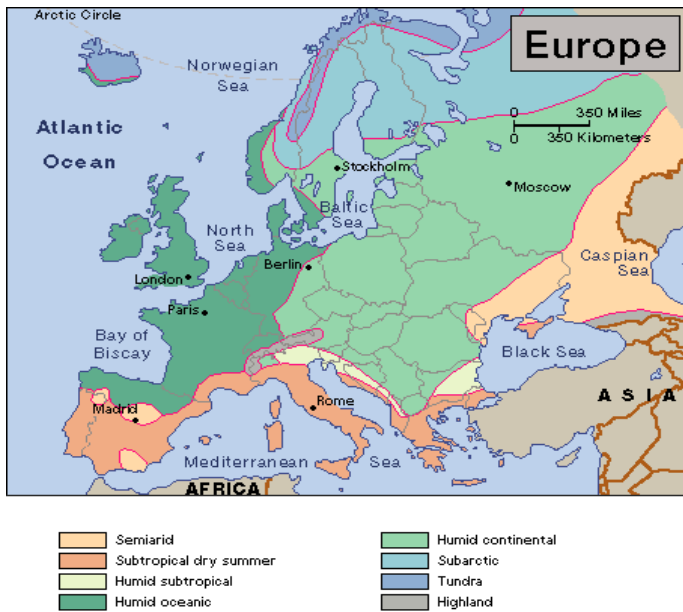 Arctic Circle
Europe
Norwegian
Sea
0 350 Miles
0 350 Kilometers
Atlantic
Ocean
Stockholm
Moscow
Baltic
Sea
North
Sea
Caspian
Sea
Berlin
London
Paris
Bay of
Biscay
Black Sea
ASIA
Rome
Madrid
Mediterranean Sea
AFRICA
Semiarid
Subtropical dry summer
Humid subtropical
Humid oceanic
Humid continental
Subarctic
Tundra
Highland